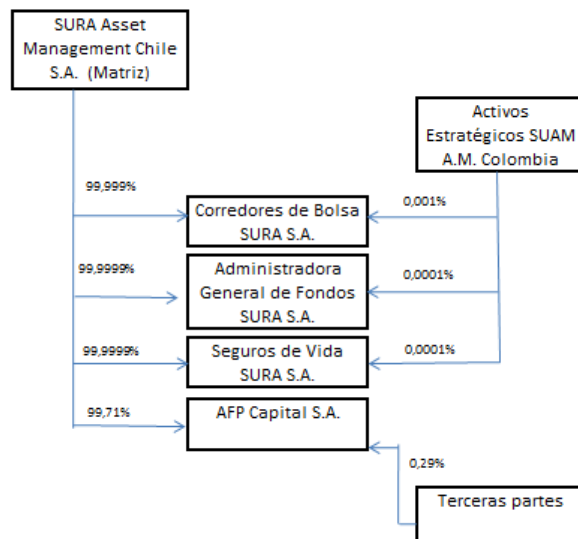 SURA Asset
Management Chile
S.A. (Matriz)
Activos
Estratégicos SUAM
A.M. Colombia
99,999%
0,001%
Corredores de Bolsa
SURA S.A.
99,9999%
0,0001%
Administradora
General de Fondos
SURA S.A.
99,9999%
0,0001%
Seguros de Vida
SURA S.A.
99,71%
AFP Capital S.A.
0,29%
Terceras partes